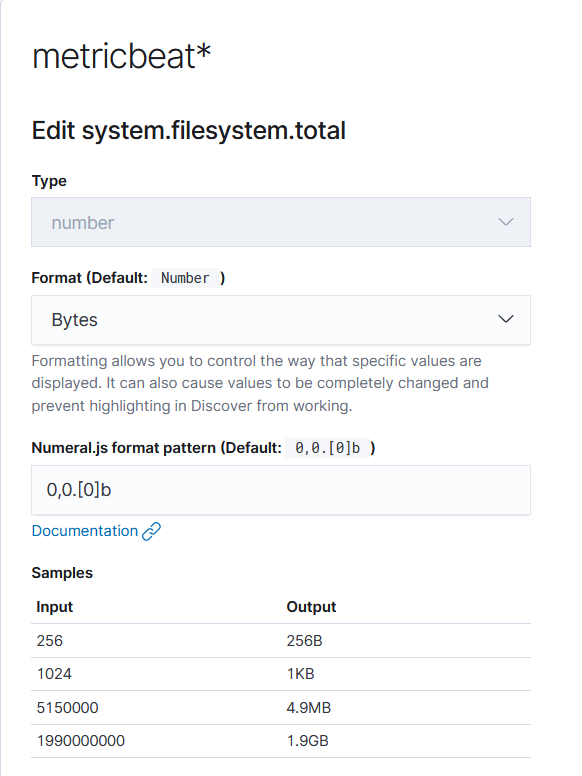 metricbeat*
Edit system.filesystem.total
Type
number
Format (Default: Number )
Bytes
Formatting allows you to control the way that specific values are
displayed. It can also cause values to be completely changed and
prevent highlighting in Discover from working.
Numeral.js format pattern (Default: 0,0.[0]b )
0,0.[0]b
Documentation
Samples
Input Output
256 256B
1024 1KB
5150000 4.9MB
1990000000 1.9GB